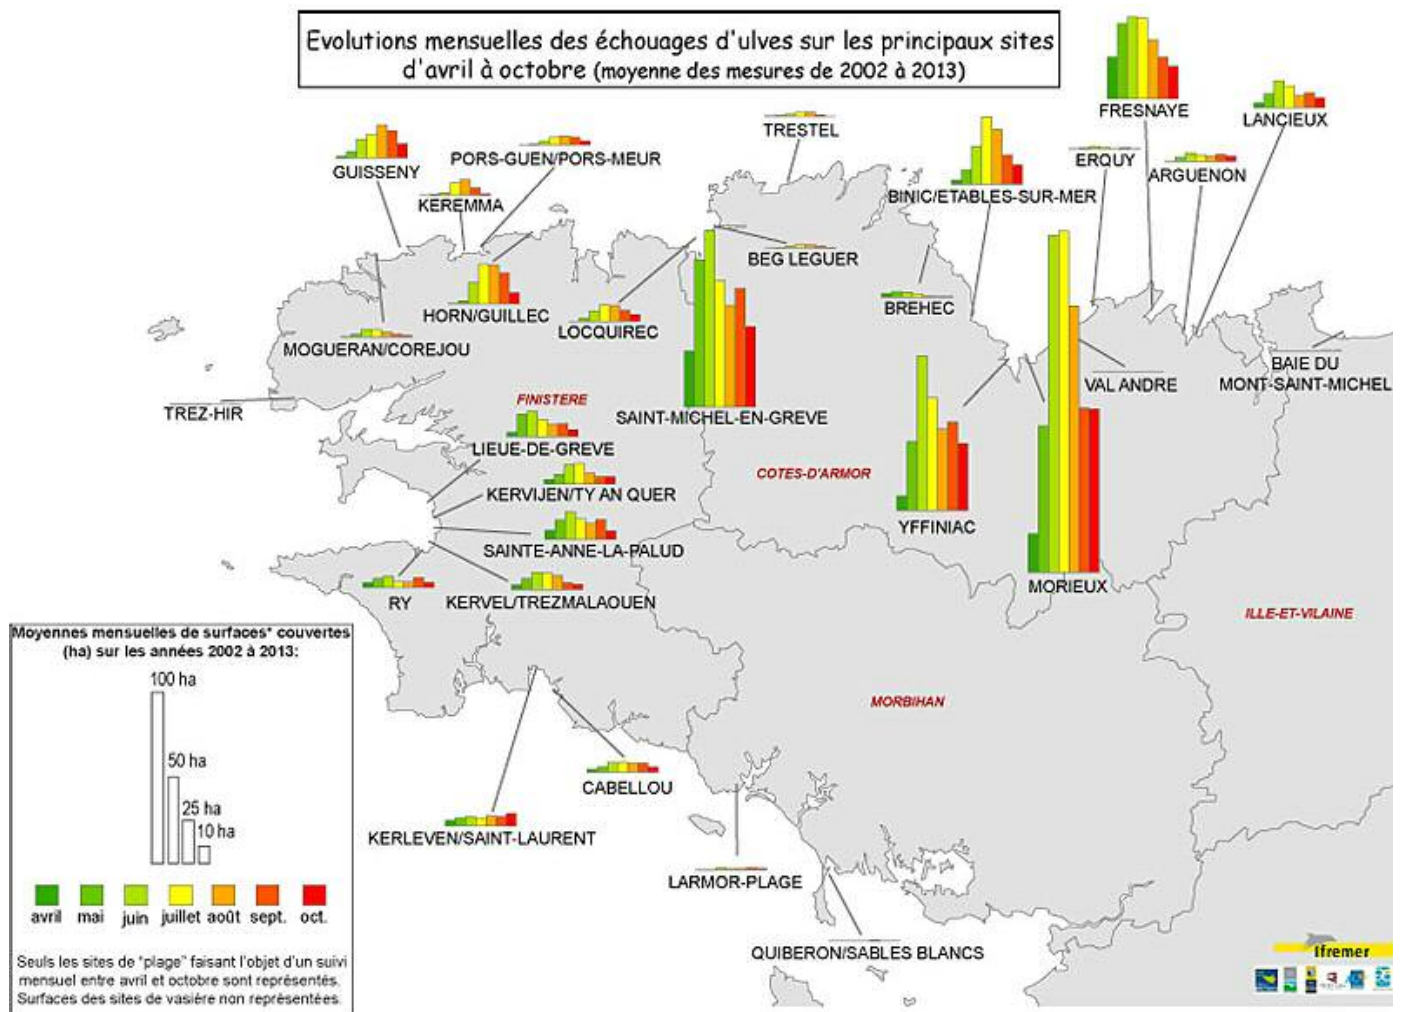 Evolutions mensuelles des échouages d'ulves sur les principaux sites
d'avril à octobre (moyenne des mesures de 2002 à 2013)
FRESNAYE
LANCIEUX
TRESTEL
GUISSENY
PORS-GUEN/PORS-MEUR
ERQUY
ARGUENON
KEREMMA
BINIC/ETABLES-SUR-MER
BEG LEGUER
BREHEC
HORN/GUILLEC
LOCQUIREC
MOGUERAN/COREJOU
BAIE DU
MONT-SAINT-MICHEL
VAL ANDRE
TREZ-HIR
FINISTERE
SAINT-MICHEL-EN-GREVE
LIEUE-DE-GREVE
COTES-D'ARMOR
KERVIJEN/TY AN QUER
YFFINIAC
SAINTE-ANNE-LA-PALUD
MORIEUX
RY
KERVEL/TREZMALAOUEN
ILLE-ET-VILAINE
MORBIHAN
CABELLOU
KERLEVEN/SAINT-LAURENT
LARMOR-PLAGE
QUIBERON/SABLES BLANCS
Moyennes mensuelles de surfaces* couvertes
(ha) sur les années 2002 à 2013:
100 ha
50 ha
25 ha
10 ha
avril mai juin juillet août sept. oct.
Seuls les sites de "plage" faisant l'objet d'un suivi
mensuel entre avril et octobre sont représentés.
Surfaces des sites de vasière non représentées.
Ifremer